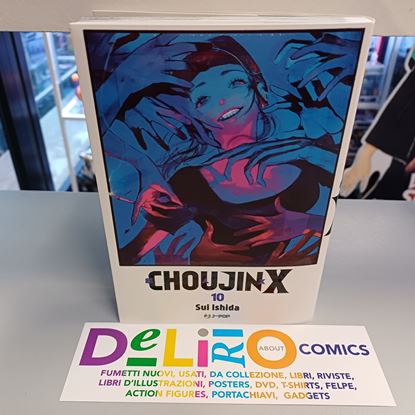 CHOUJIN X
10
Sui Ishida
J-POP
DeLiRiO ABOUT COMICS
FUMETTI NUOVI, USATI, DA COLLEZIONE, LIBRI, RIVISTE,
LIBRI D'ILLUSTRAZIONI, POSTERS, DVD, T-SHIRTS, FELPE,
ACTION FIGURES, PORTACHIAVI, GADGETS